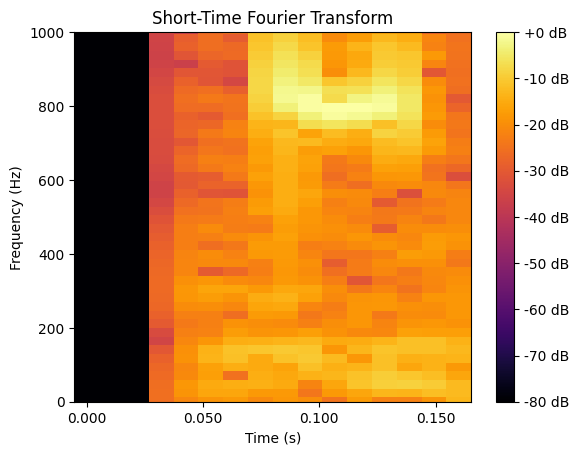 Short-Time Fourier Transform
1000
800
600
400
200
0
Frequency (Hz)
0.000
0.050
0.100
0.150
Time (s)
+0 dB
-10 dB
-20 dB
-30 dB
-40 dB
-50 dB
-60 dB
-70 dB
-80 dB